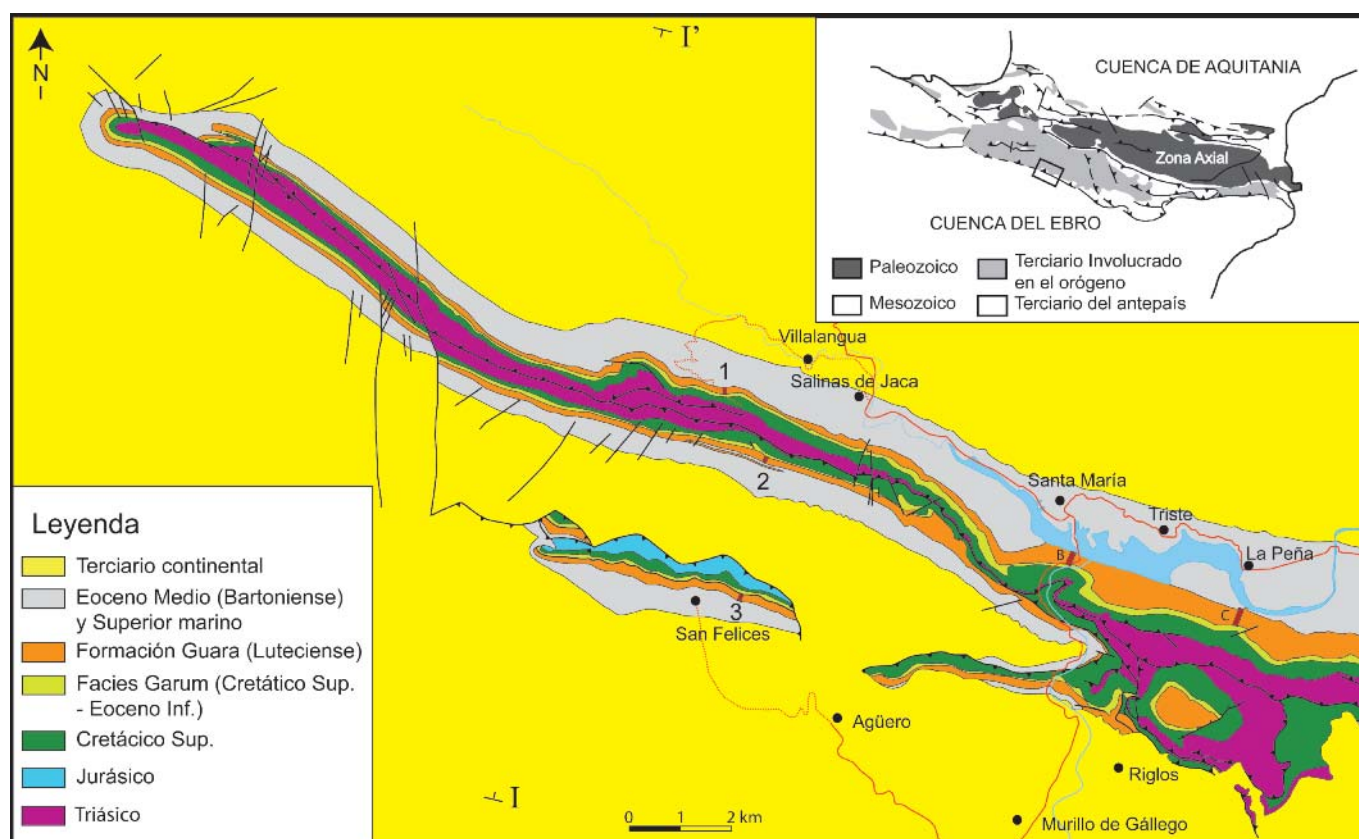 I'
N
CUENCA DE AQUITANIA
Zona Axial
CUENCA DEL EBRO
Paleozoico
Mesozoico
Terciario Involucrado
en el orógeno
Terciario del antepaís
Villalangua
1
Salinas de Jaca
2
Santa María
Triste
La Peña
B
C
3
San Felices
Agüero
Riglos
Murillo de Gállego
I
0 1 2 km
Leyenda
Terciario continental
Eoceno Medio (Bartoniense)
y Superior marino
Formación Guara (Luteciense)
Facies Garum (Cretático Sup.
- Eoceno Inf.)
Cretácico Sup.
Jurásico
Triásico